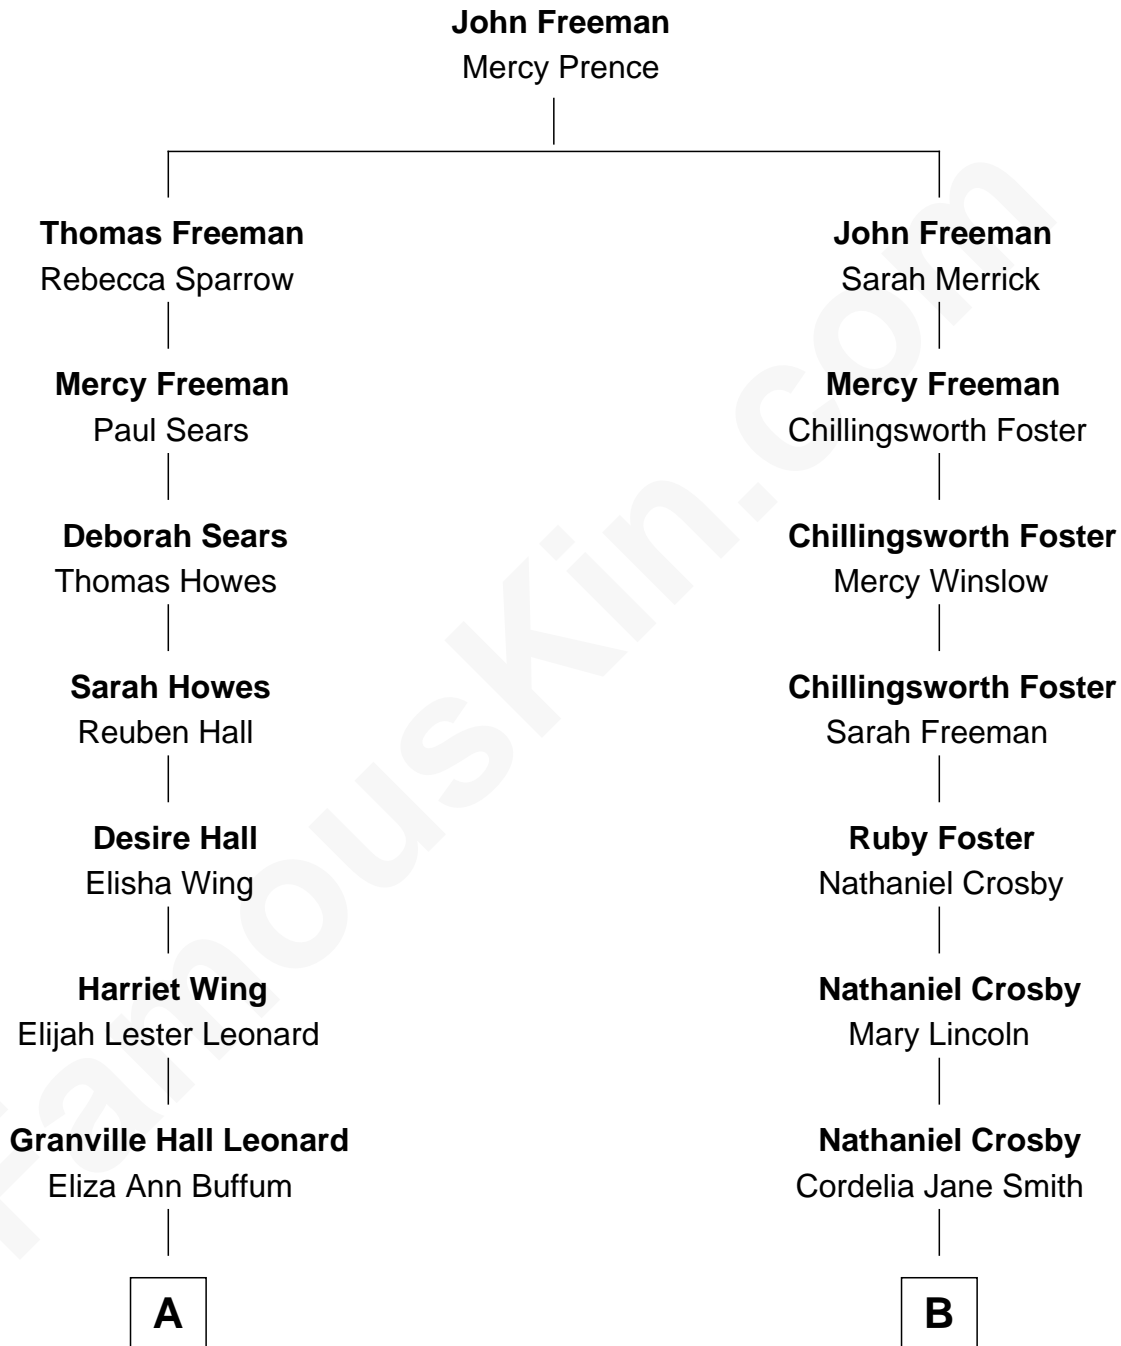 John Freeman
Mercy Prence
Thomas Freeman
Rebecca Sparrow
John Freeman
Sarah Merrick
Mercy Freeman
Paul Sears
Mercy Freeman
Chillingsworth Foster
Deborah Sears
Thomas Howes
Chillingsworth Foster
Mercy Winslow
Sarah Howes
Reuben Hall
Chillingsworth Foster
Sarah Freeman
Desire Hall
Elisha Wing
Ruby Foster
Nathaniel Crosby
Harriet Wing
Elijah Lester Leonard
Nathaniel Crosby
Mary Lincoln
Granville Hall Leonard
Eliza Ann Buffum
Nathaniel Crosby
Cordelia Jane Smith
A
B
FamousKin.com